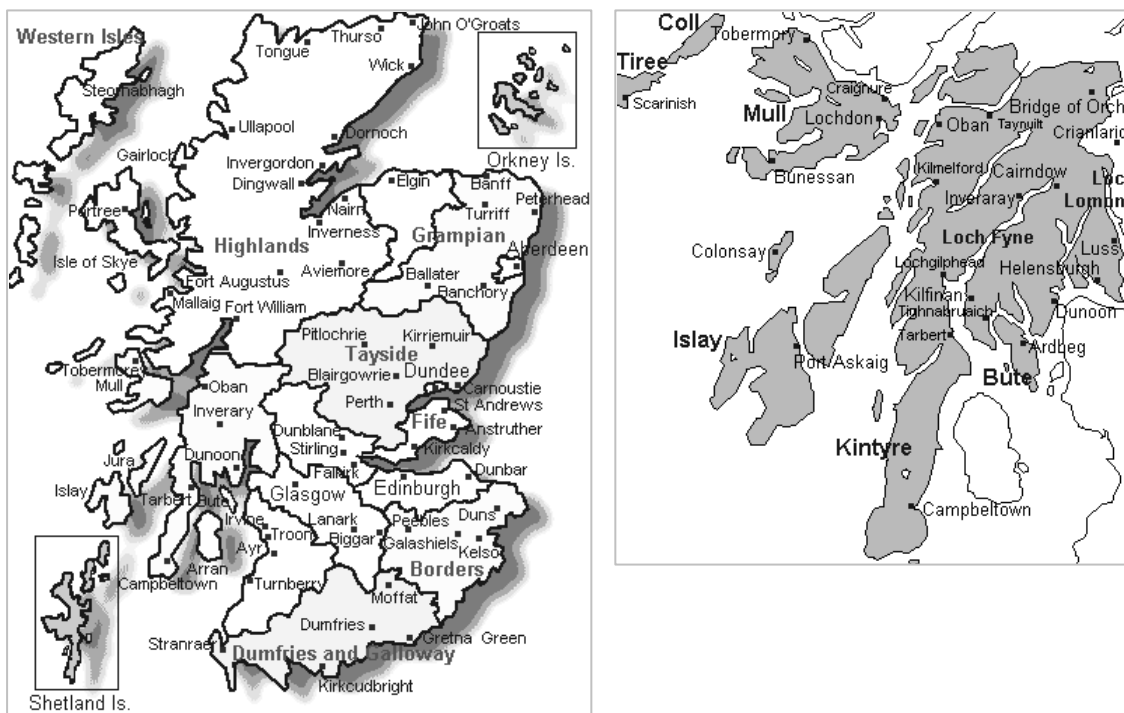 John O'Groats
Western Isles
Thurso
Tongue
Wick
Steornabhagh
Ullapool
Dornoch
Orkney Is.
Gairloch
Invergordon
Dingwall
Elgin
Banff
Peterhead
Portree
Nairn
Turriff
Inverness
Highlands
Grampian
Aberdeen
Isle of Skye
Aviemore
Ballater
Fort Augustus
Banchory
Mallaig
Fort William
Pitlochrie
Kirriemuir
Tayside
Tobermorey
Mull
Blairgowrie
Dundee
Oban
Carnoustie
Perth
St Andrews
Inverary
Fife
Anstruther
Dunblane
Stirling
Kirkcaldy
Dunoon
Jura
Falkirk
Dunbar
Islay
Glasgow
Edinburgh
Tarbert
Bute
Irvine
Lanark
Peebles
Duns
Troon
Biggar
Galashiels
Kelso
Ayr
Arran
Borders
Campbeltown
Turnberry
Moffat
Dumfries
Stranraer
Gretna Green
Dumfries and Galloway
Kirkcudbright
Shetland Is.
Coll
Tobermory
Tiree
Scarinish
Craignure
Mull
Lochdon
Bridge of Orch
Oban
Taynuilt
Crianlaric
Bunessan
Kilmelford
Cairndow
Inveraray
Loc
Lomon
Colonsay
Loch Fyne
Luss
Lochgilphead
Helensburgh
Kilfinan
Tighnabruaich
Dunoon
Islay
Tarbert
Port Askaig
Ardbeg
Bute
Kintyre
Campbeltown